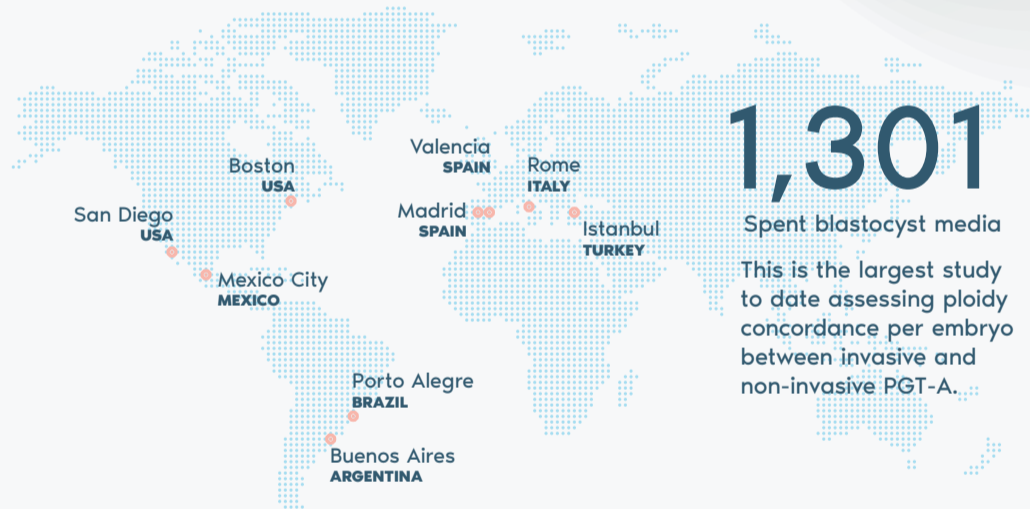 Boston
USA
San Diego
USA
Mexico City
MEXICO
Porto Alegre
BRAZIL
Buenos Aires
ARGENTINA
Valencia
SPAIN
Madrid
SPAIN
Rome
ITALY
Istanbul
TURKEY
1,301
Spent blastocyst media
This is the largest study
to date assessing ploidy
concordance per embryo
between invasive and
non-invasive PGT-A.